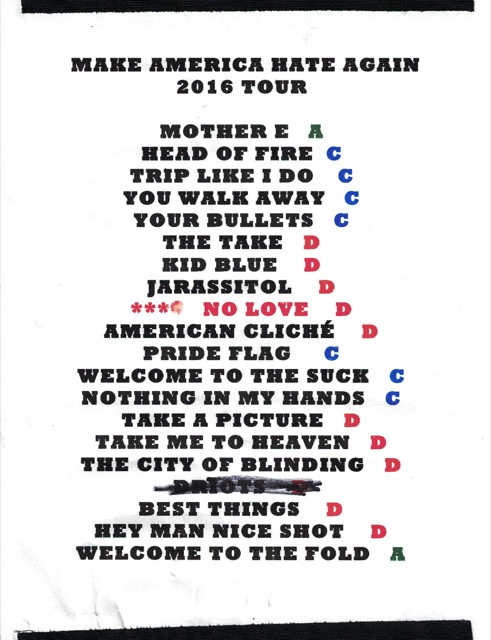 MAKE AMERICA HATE AGAIN
2016 TOUR
MOTHER E A
HEAD OF FIRE C
TRIP LIKE I DO C
YOU WALK AWAY C
YOUR BULLETS C
THE TAKE D
KID BLUE D
JARASSITOL D
**** NO LOVE D
AMERICAN CLICHÉ D
PRIDE FLAG C
WELCOME TO THE SUCK C
NOTHING IN MY HANDS C
TAKE A PICTURE D
TAKE ME TO HEAVEN D
THE CITY OF BLINDING D
BEST THINGS D
HEY MAN NICE SHOT D
WELCOME TO THE FOLD A